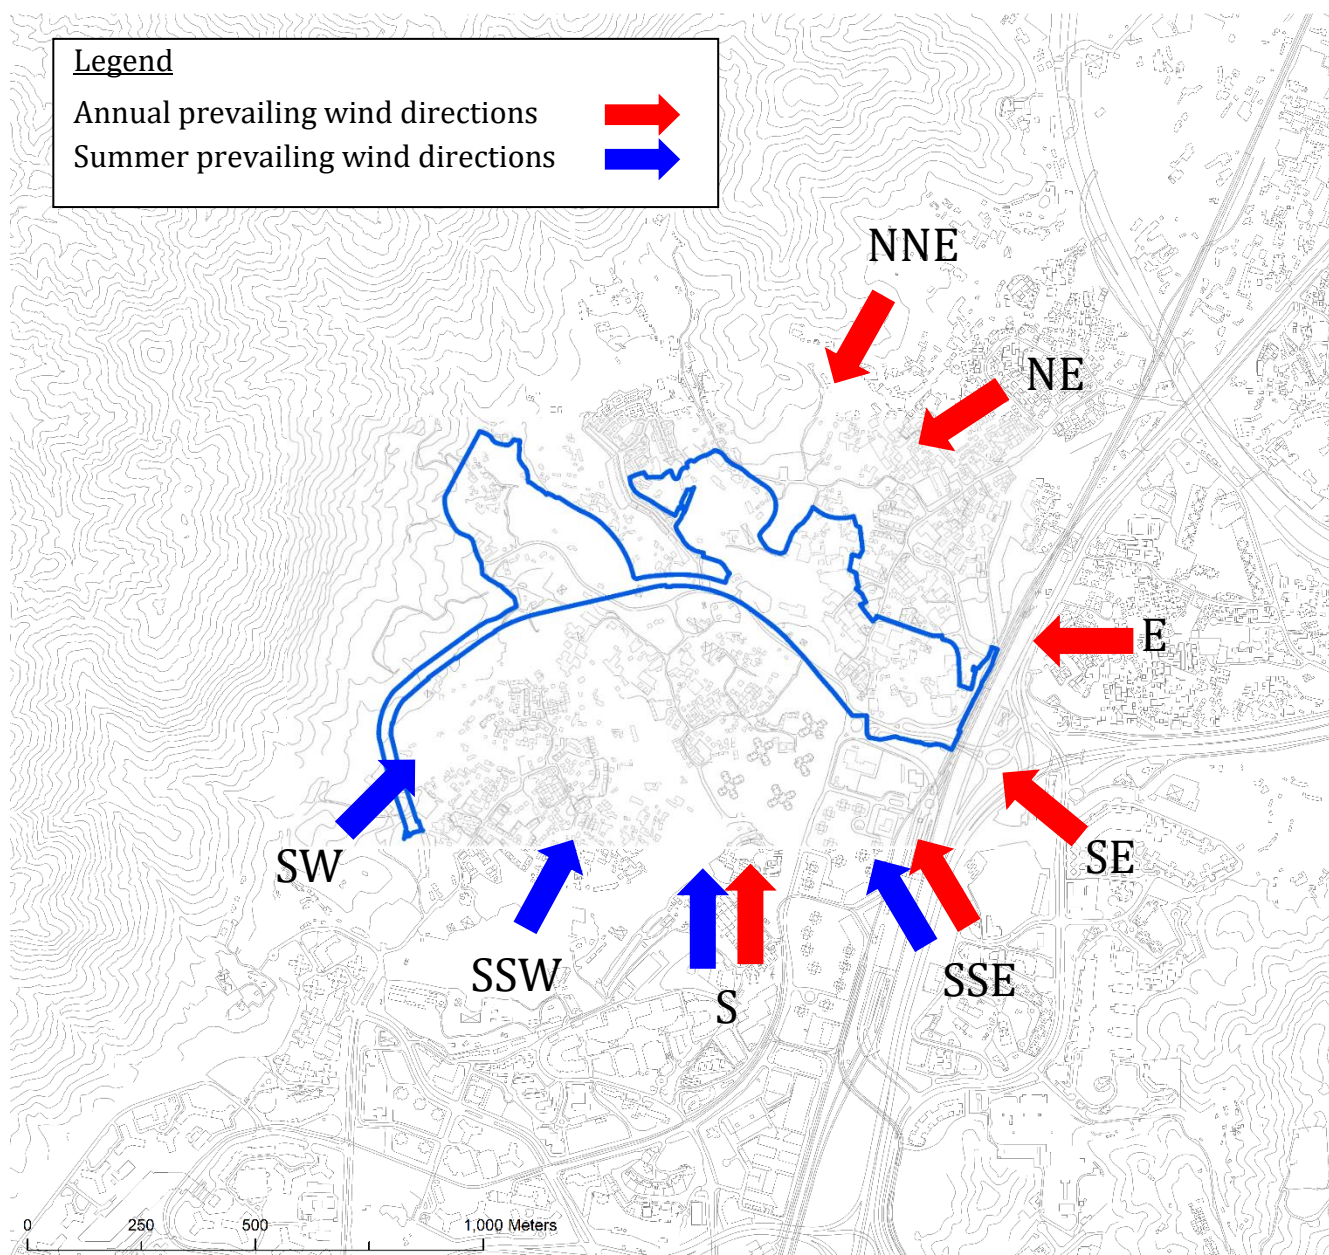 Legend
Annual prevailing wind directions
Summer prevailing wind directions
NNE
NE
E
SE
SW
SSW
SSE
S
0 250 500 1,000 Meters